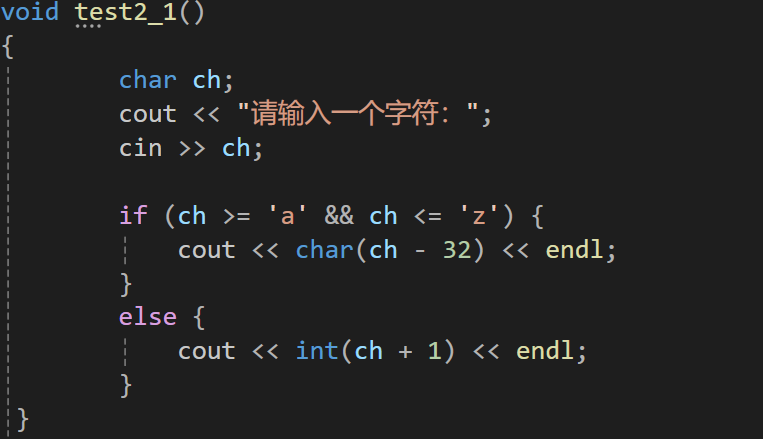 void test2_1()
{
char ch;
cout << "请输入一个字符：";
cin >> ch;
if (ch >= 'a' && ch <= 'z') {
cout << char(ch - 32) << endl;
}
else {
cout << int(ch + 1) << endl;
}
}